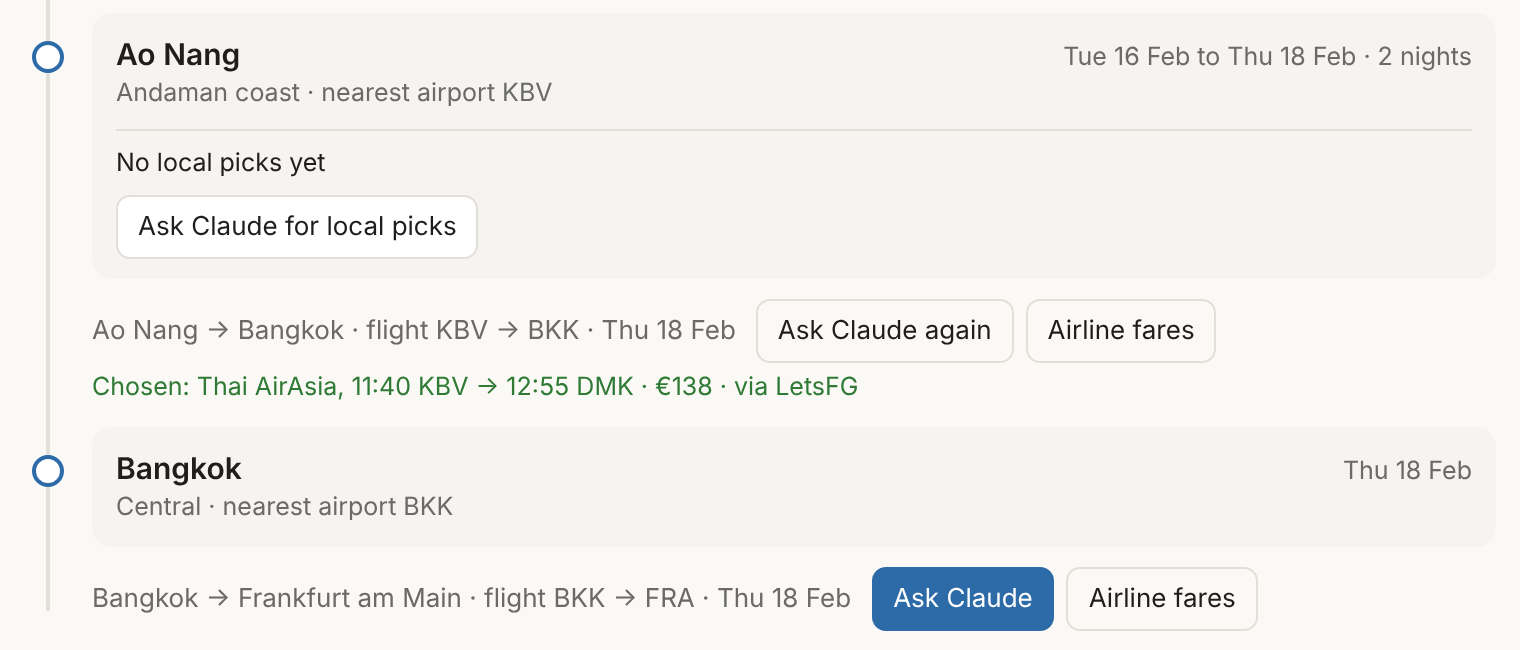 Ao Nang
Tue 16 Feb to Thu 18 Feb · 2 nights
Andaman coast · nearest airport KBV
No local picks yet
Ask Claude for local picks
Ao Nang → Bangkok · flight KBV → BKK · Thu 18 Feb Ask Claude again Airline fares
Chosen: Thai AirAsia, 11:40 KBV → 12:55 DMK · €138 · via LetsFG
Bangkok
Thu 18 Feb
Central · nearest airport BKK
Bangkok → Frankfurt am Main · flight BKK → FRA · Thu 18 Feb Ask Claude Airline fares